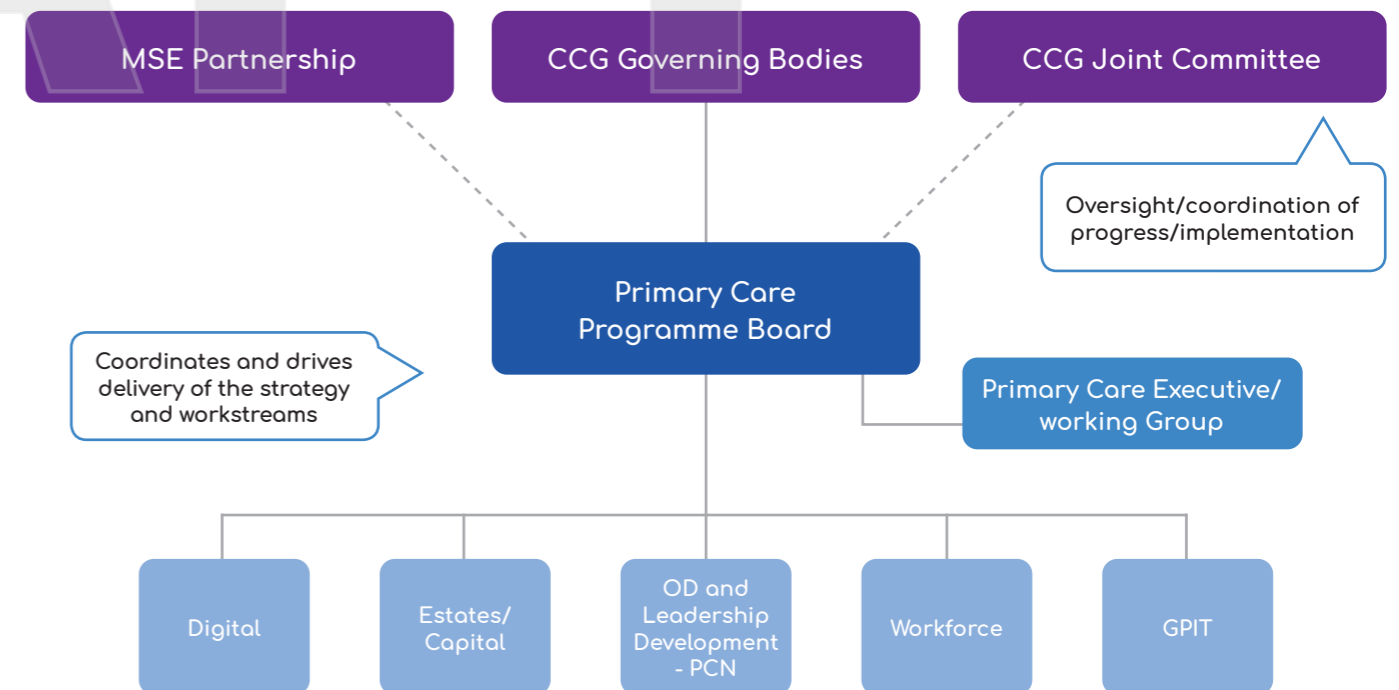 MSE Partnership
CCG Governing Bodies
CCG Joint Committee
Oversight/coordination of
progress/implementation
Primary Care
Programme Board
Coordinates and drives
delivery of the strategy
and workstreams
Primary Care Executive/
working Group
Digital
Estates/
Capital
OD and
Leadership
Development
- PCN
Workforce
GPIT